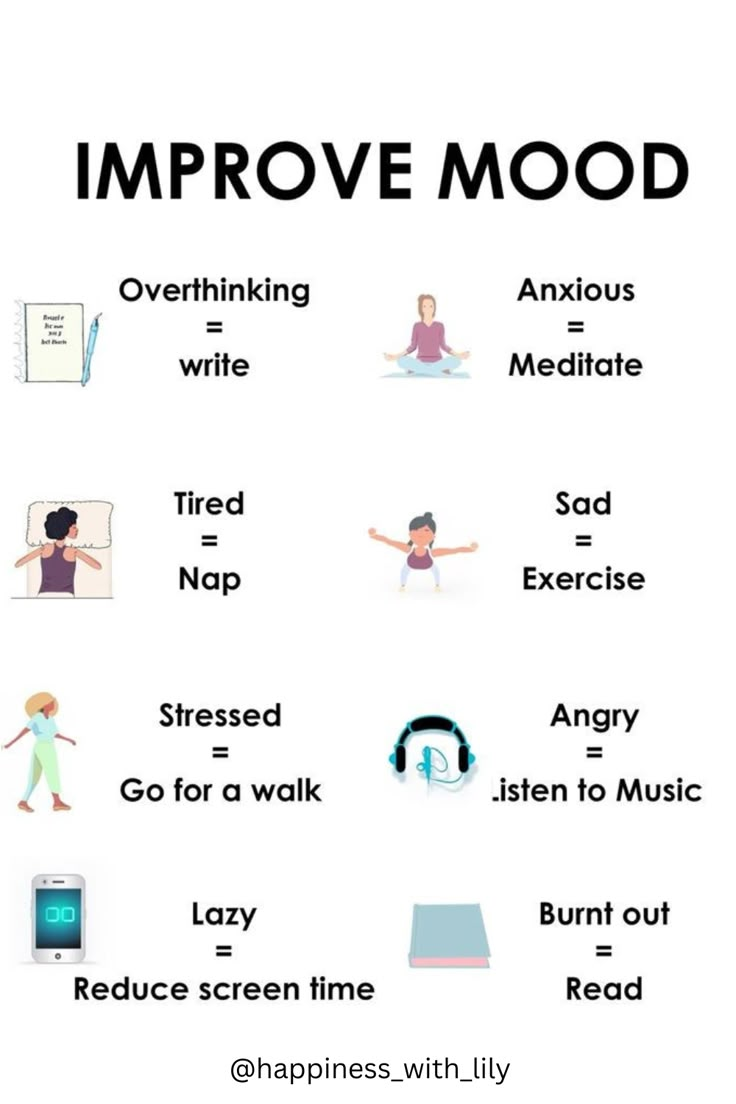 IMPROVE MOOD
Overthinking
=
write
Anxious
=
Meditate
Tired
=
Nap
Sad
=
Exercise
Stressed
=
Go for a walk
Angry
=
Listen to Music
Lazy
=
Reduce screen time
Burnt out
=
Read
@happiness_with_lily